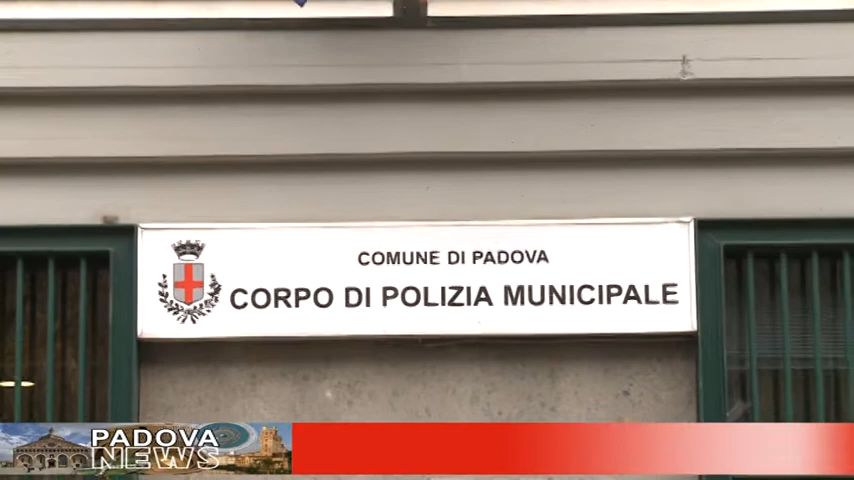 COMUNE DI PADOVA
CORPO DI POLIZIA MUNICIPALE
PADOVA
NEWS